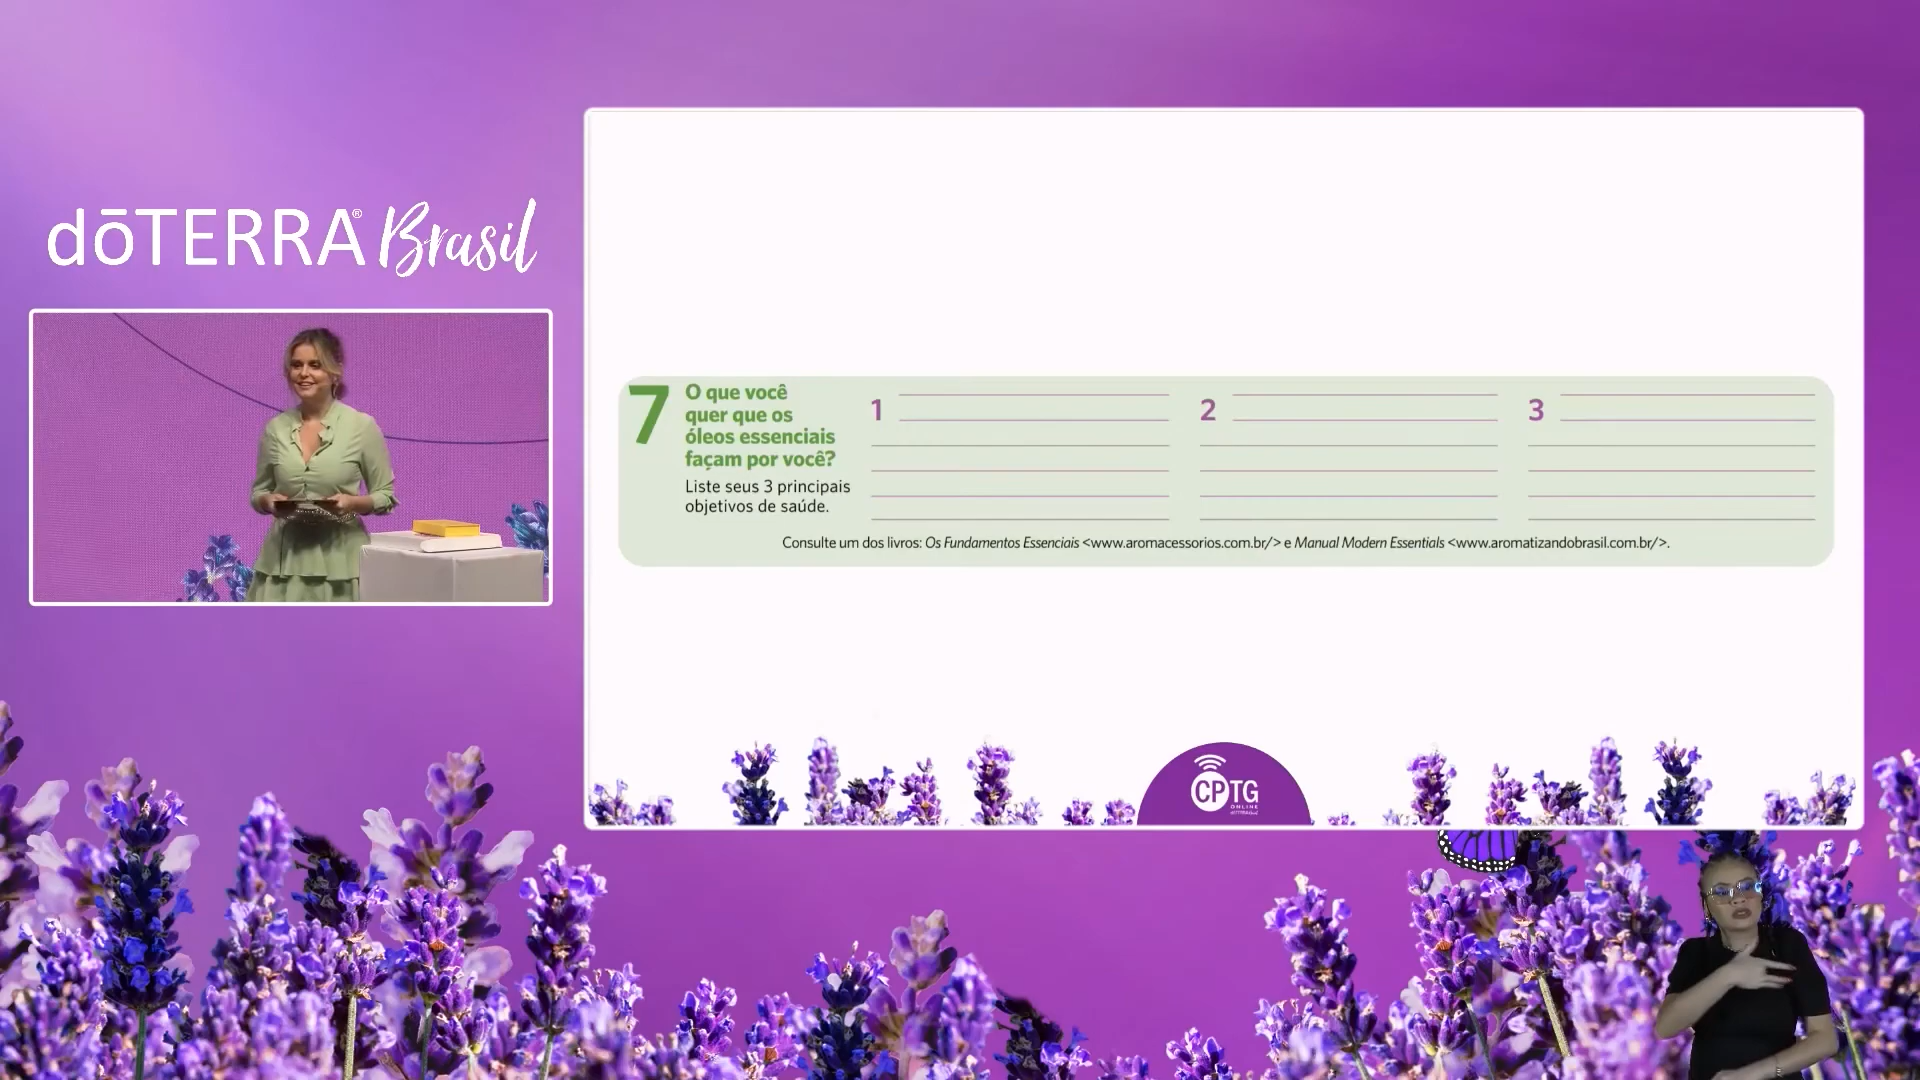 dōTERRA® Brasil
7
O que você
quer que os
óleos essenciais
façam por você?
Liste seus 3 principais
objetivos de saúde.
1
2
3
Consulte um dos livros: Os Fundamentos Essenciais <www.aromacessorios.com.br/> e Manual Modern Essentials <www.aromatizandobrasil.com.br/>.
CPTG
ONLINE